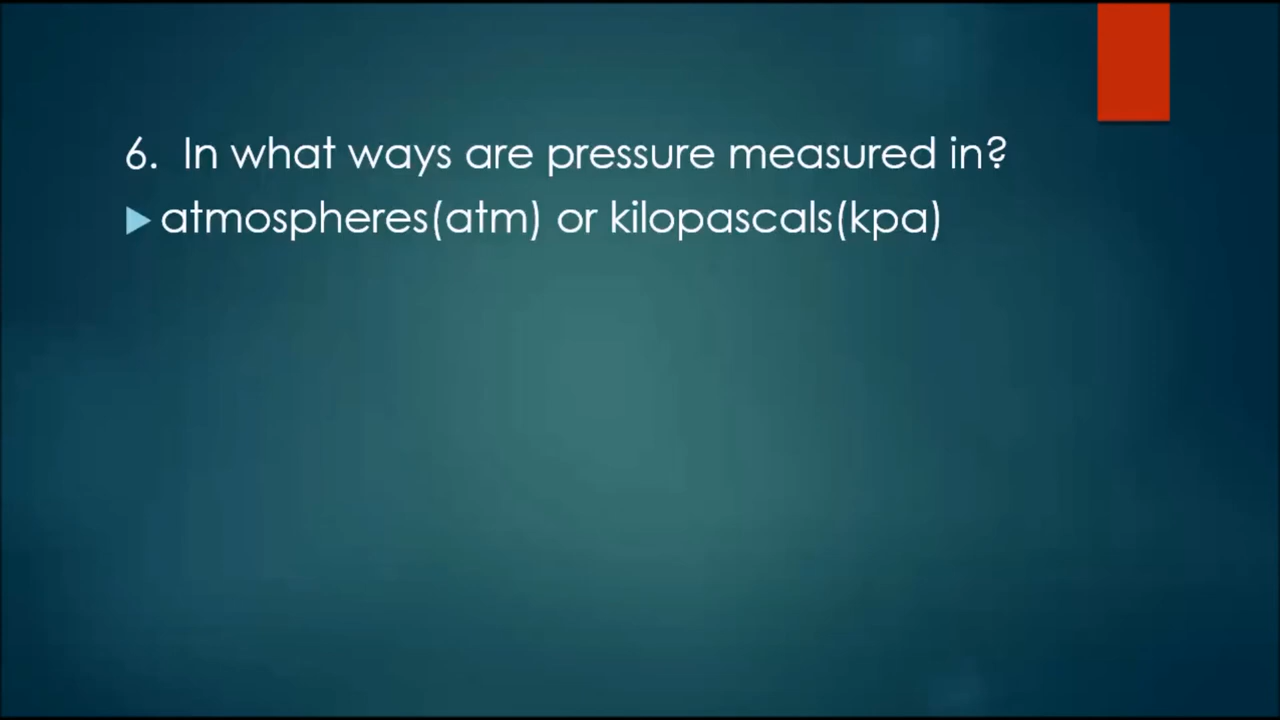 6. In what ways are pressure measured in?
atmospheres(atm) or kilopascals(kpa)